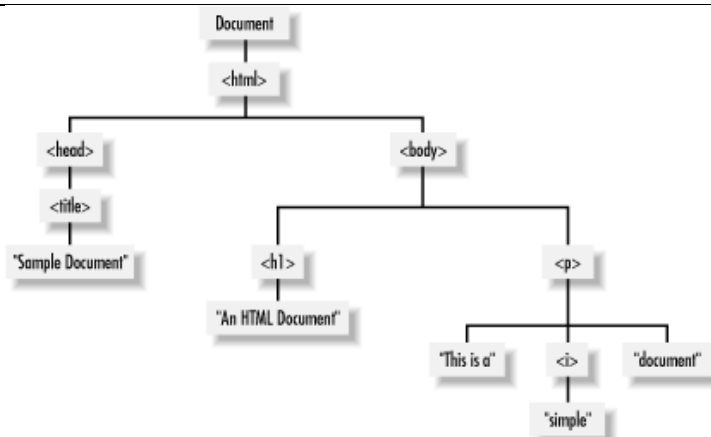 Document
<html>
<head>
<body>
<title>
"Sample Document"
<h1>
<p>
"An HTML Document"
"This is a"
<i>
"document"
"simple"